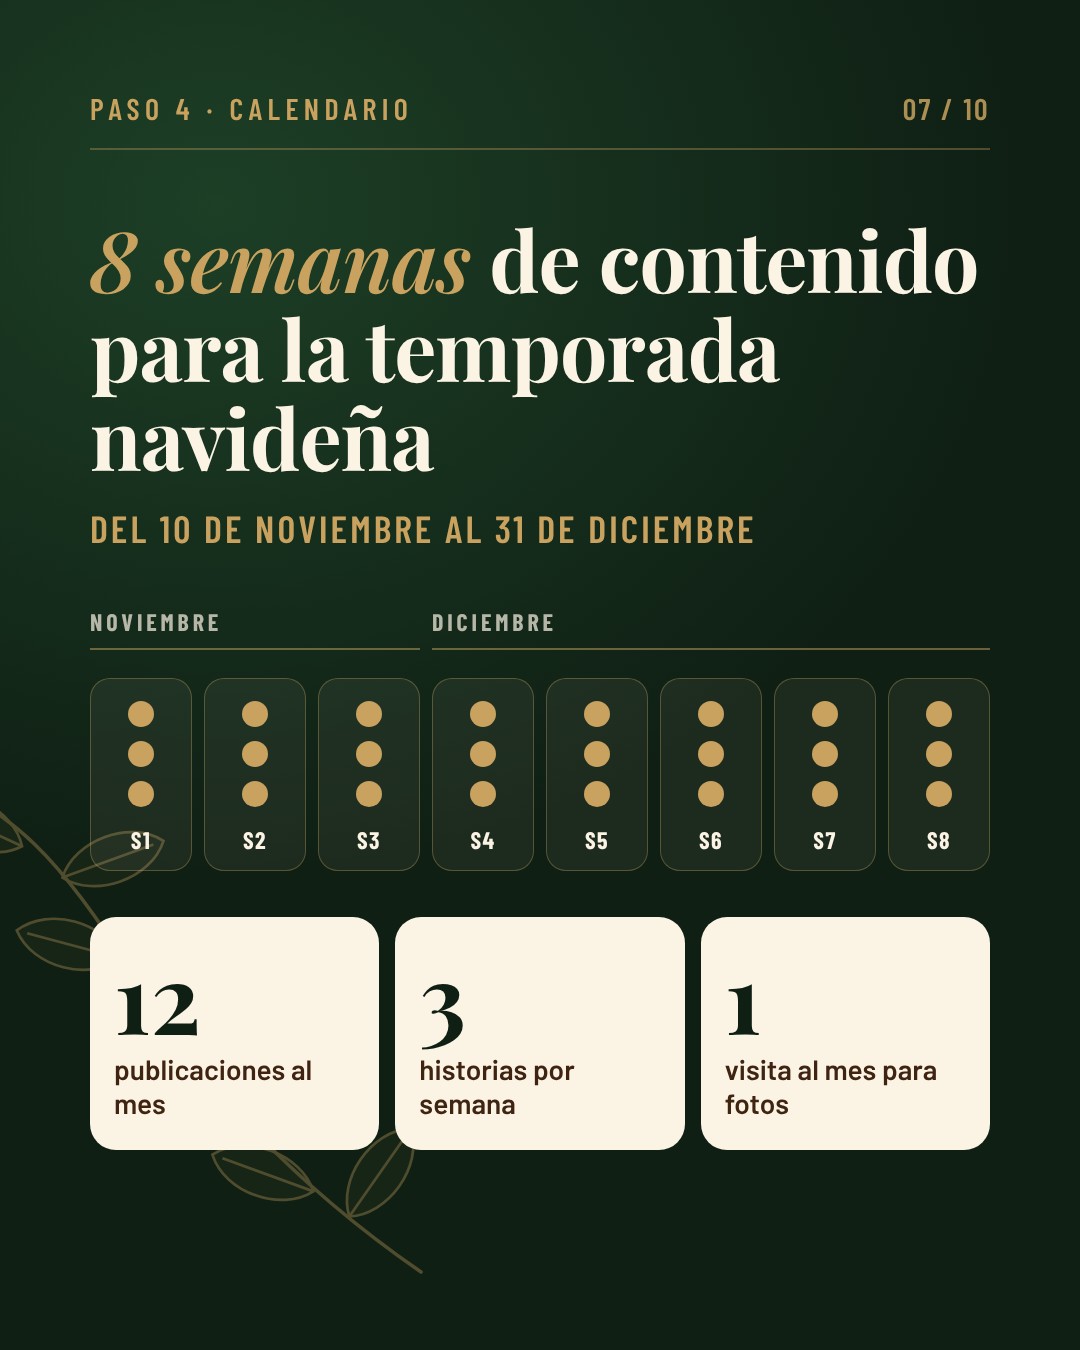 PASO 4 · CALENDARIO
07 / 10
8 semanas de contenido
para la temporada
navideña
DEL 10 DE NOVIEMBRE AL 31 DE DICIEMBRE
NOVIEMBRE
DICIEMBRE
S1
S2
S3
S4
S5
S6
S7
S8
12
publicaciones al
mes
3
historias por
semana
1
visita al mes para
fotos